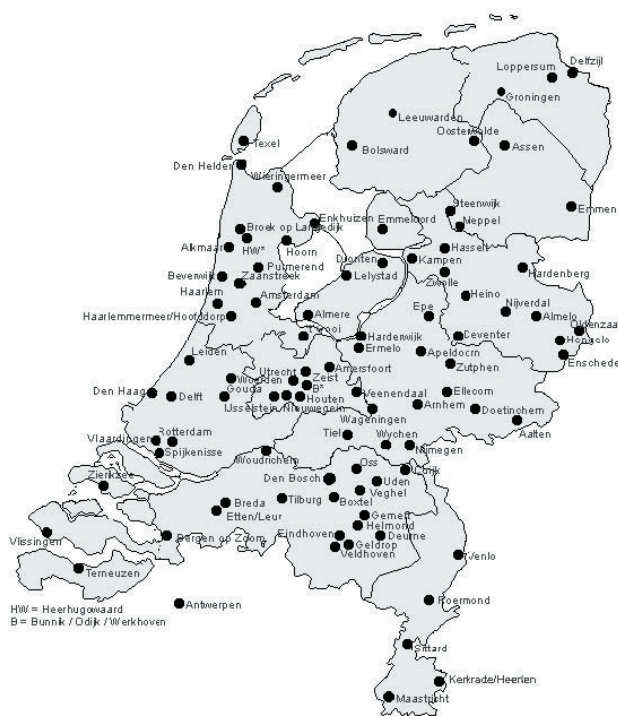 Delfzijl
Loppersum
Groningen
Leeuwarden
Oosterwolde
Texel
Bolsward
Assen
Den Helder
Wieringermeer
Steenwijk
Emmen
Enkhuizen
Emmeloord
Meppel
Broek op Langedijk
HW*
Hoorn
Alkmaar
Hasselt
Dronten
Kampen
Purmerend
Hardenberg
Beverwijk
Zaanstreek
Lelystad
Zwolle
Haarlem
Amsterdam
Heino
Epe
Nijverdal
Haarlemmermeer/Hoofddorp
Almere
Almelo
Oldenzaal
't Gooi
Harderwijk
Deventer
Hengelo
Ermelo
Apeldoorn
Enschede
Leiden
Zutphen
Utrecht
Amersfoort
Woerden
Zeist
B*
Den Haag
Delft
Gouda
Veenendaal
Ellecom
Houten
IJsselstein/Nieuwegein
Arnhem
Doetinchem
Wageningen
Aalten
Vlaardingen
Rotterdam
Tiel
Wychen
Nijmegen
Spijkenisse
Woudrichem
Oss
Cuijk
Zierikzee
Den Bosch
Uden
Veghel
Breda
Tilburg
Boxtel
Etten/Leur
Gemert
Helmond
Vlissingen
Bergen op Zoom
Eindhoven
Deurne
Geldrop
Veldhoven
Venlo
Terneuzen
Antwerpen
Roermond
HW = Heerhugowaard
B = Bunnik / Odijk / Werkhoven
Sittard
Kerkrade/Heerlen
Maastricht